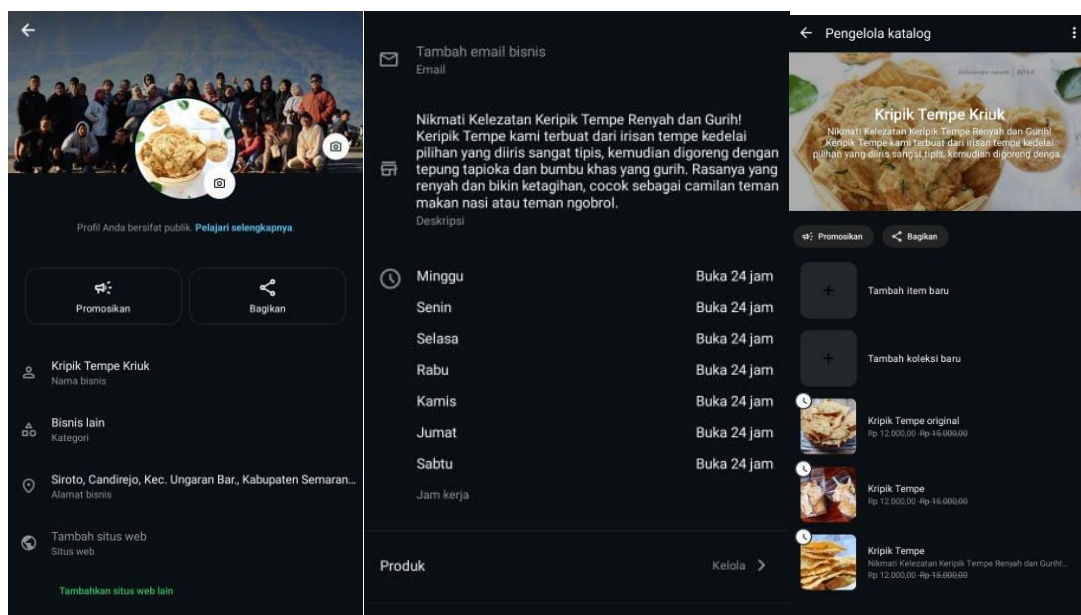 Profil Anda bersifat publik. Pelajari selengkapnya.
Promosikan
Bagikan
Kripik Tempe Kriuk
Nama bisnis
Bisnis lain
Kategori
Siroto, Candirejo, Kec. Ungaran Bar., Kabupaten Semaran...
Alamat bisnis
Tambah situs web
Situs web
Tambahkan situs web lain
Tambah email bisnis
Email
Nikmati Kelezatan Keripik Tempe Renyah dan Gurih!
Keripik Tempe kami terbuat dari irisan tempe kedelai
pilihan yang diiris sangat tipis, kemudian digoreng dengan
tepung tapioka dan bumbu khas yang gurih. Rasanya yang
renyah dan bikin ketagihan, cocok sebagai camilan teman
makan nasi atau teman ngobrol.
Deskripsi
Minggu Buka 24 jam
Senin Buka 24 jam
Selasa Buka 24 jam
Rabu Buka 24 jam
Kamis Buka 24 jam
Jumat Buka 24 jam
Sabtu Buka 24 jam
Jam kerja
Produk Kelola
Pengelola katalog
2013
Kripik Tempe Kriuk
Nikmati Kelezatan Keripik Tempe Renyah dan Gurih!
Keripik Tempe kami terbuat dari irisan tempe kedelai
pilihan yang diiris sangat tipis, kemudian digoreng denga...
Promosikan
Bagikan
Tambah item baru
Tambah koleksi baru
Kripik Tempe original
Rp 12.000,00 Rp 15.000,00
Kripik Tempe
Rp 12.000,00 Rp 15.000,00
Kripik Tempe
Nikmati Kelezatan Keripik Tempe Renyah dan Gurih!...
Rp 12.000,00 Rp 15.000,00